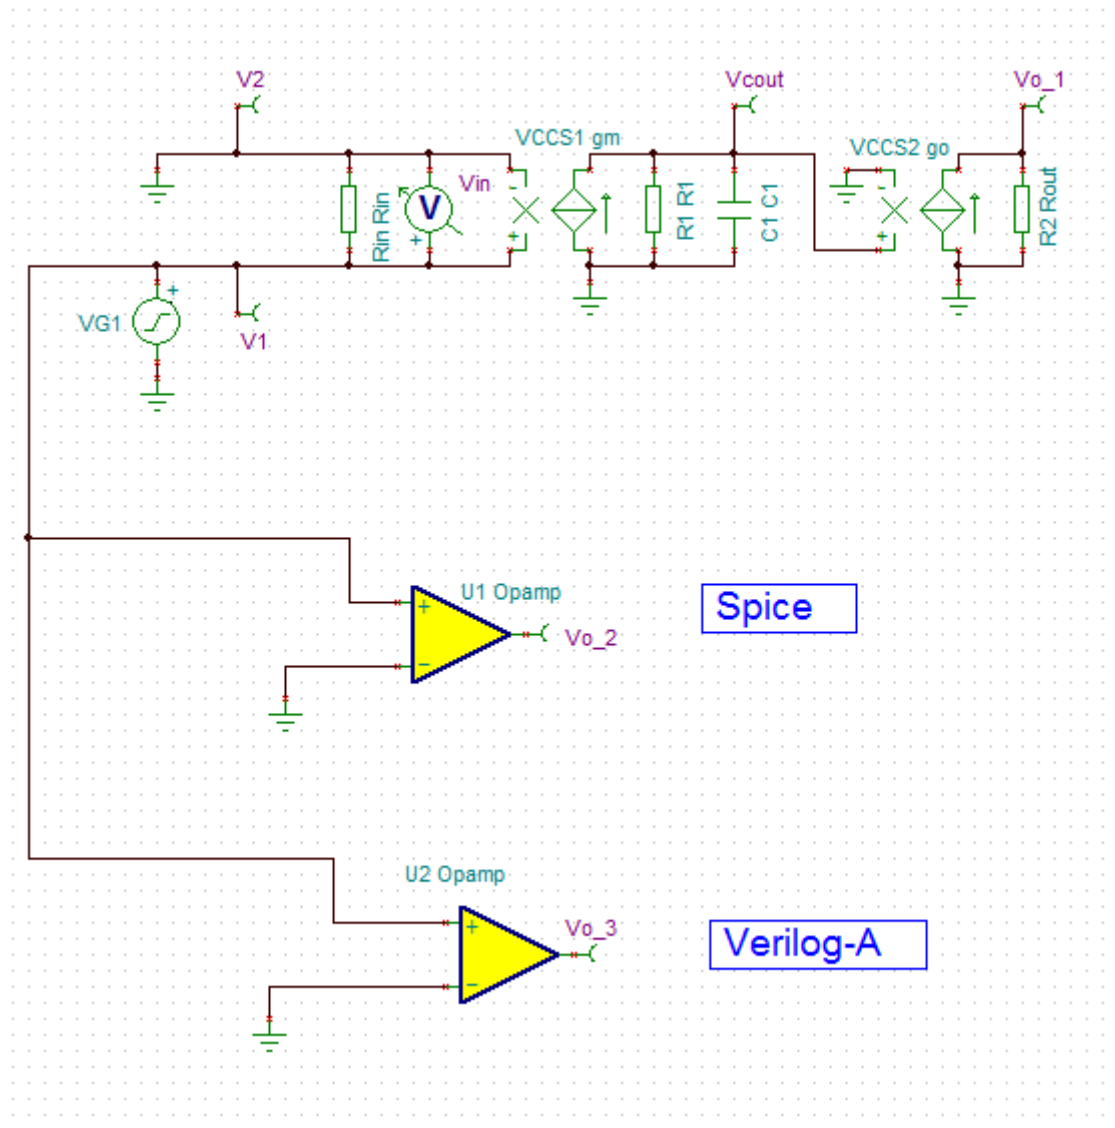 V2
Vcout
Vo_1
VCCS1 gm
VCCS2 go
Vin
-
-
V
Rin Rin
R1 R1
C1 C1
R2 Rout
+
+
+
+
VG1
V1
U1 Opamp
Spice
+
Vo_2
-
U2 Opamp
Vo_3
Verilog-A
+
-